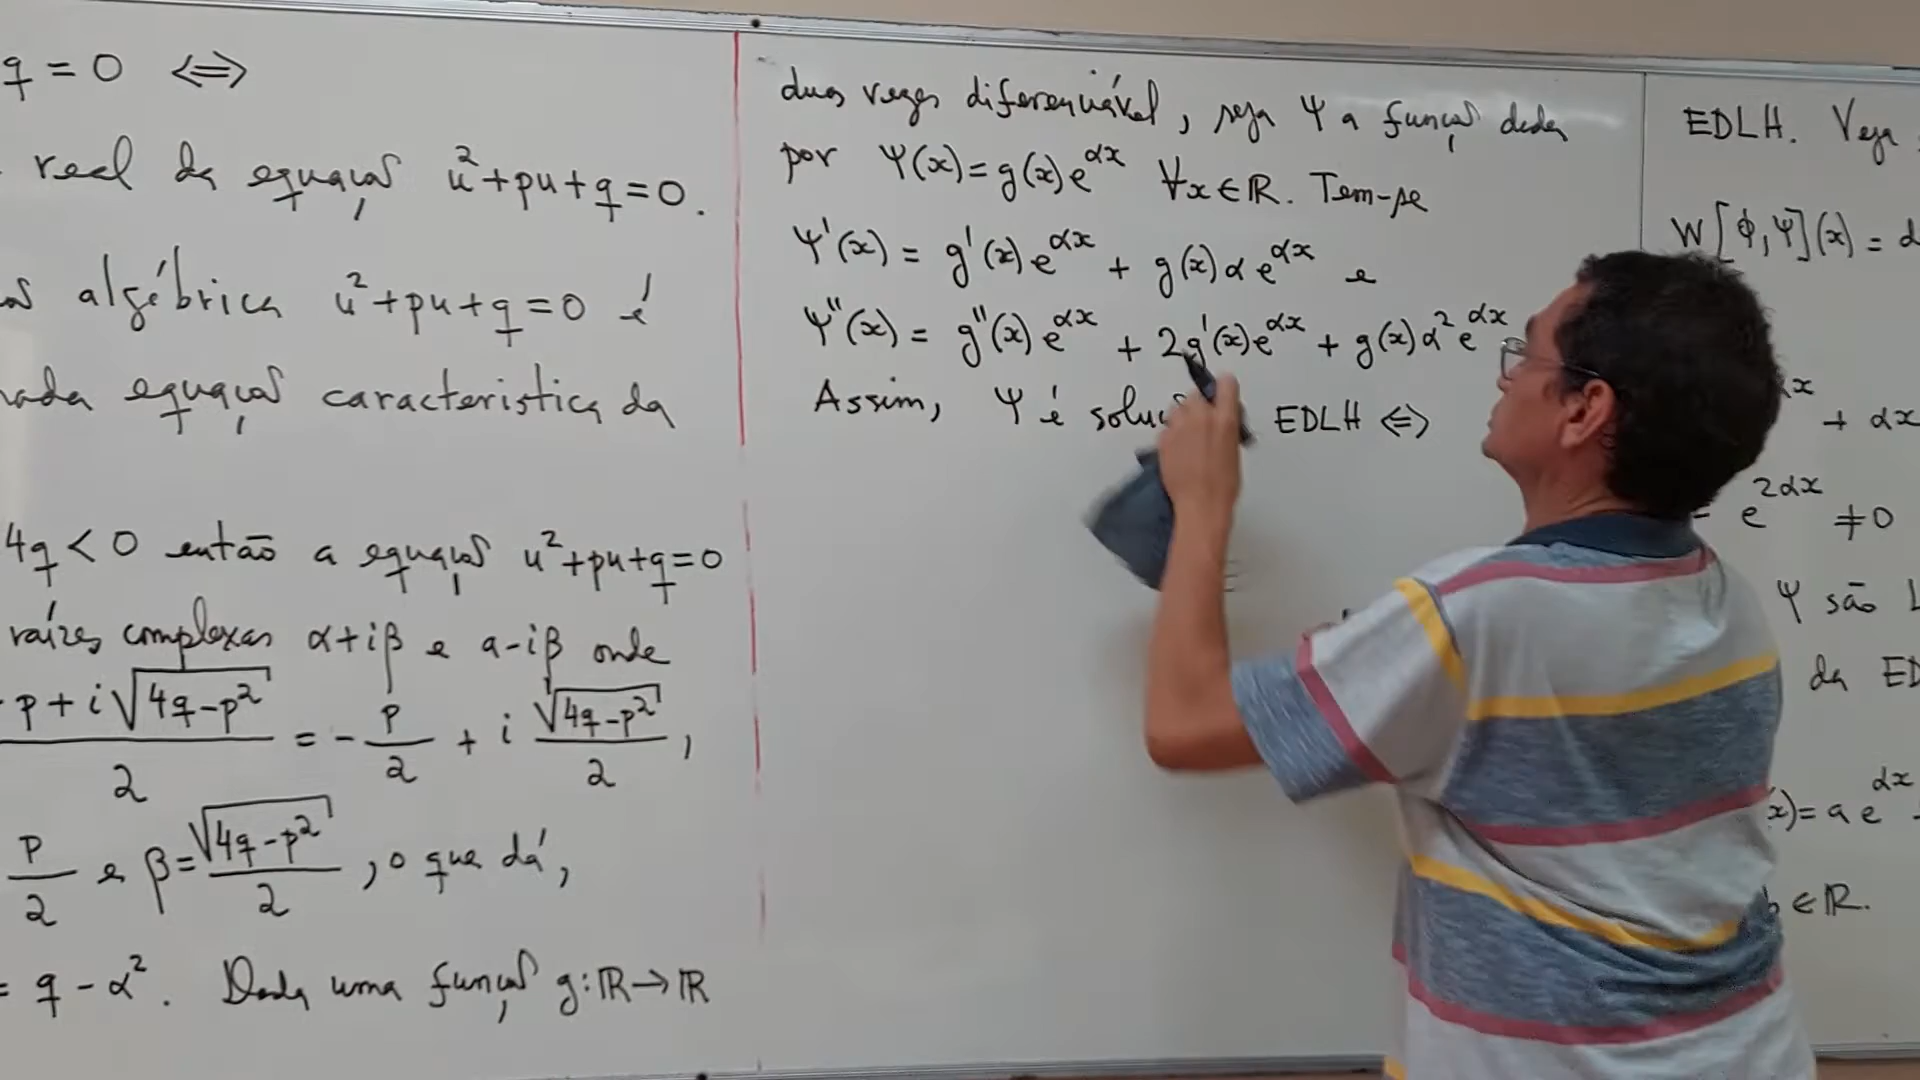 q = 0 ⟺
real da equação u² + pu + q = 0.
algébrica u² + pu + q = 0 é
equação característica da
4q < 0 então a equação u² + pu + q = 0
raízes complexas α + iβ e α - iβ onde
p + i√(4q - p²) / 2 = - p/2 + i √(4q - p²)/2 ,
p/2 e β = √(4q - p²)/2 , o que dá,
= q - α². Dada uma função g : ℝ → ℝ
duas vezes diferenciável, seja Ψ a função dada
por Ψ(x) = g(x) e^{αx} ∀x ∈ ℝ. Tem-se
Ψ'(x) = g'(x) e^{αx} + g(x) α e^{αx} e
Ψ''(x) = g''(x) e^{αx} + 2g'(x) e^{αx} + g(x) α² e^{αx}
Assim, Ψ é EDLH ⟺
EDLH. Veja
W[ϕ,Ψ](x) =
+ αx
e^{2αx} ≠ 0
Ψ são
da
x) = a e^{αx}
b ∈ ℝ.